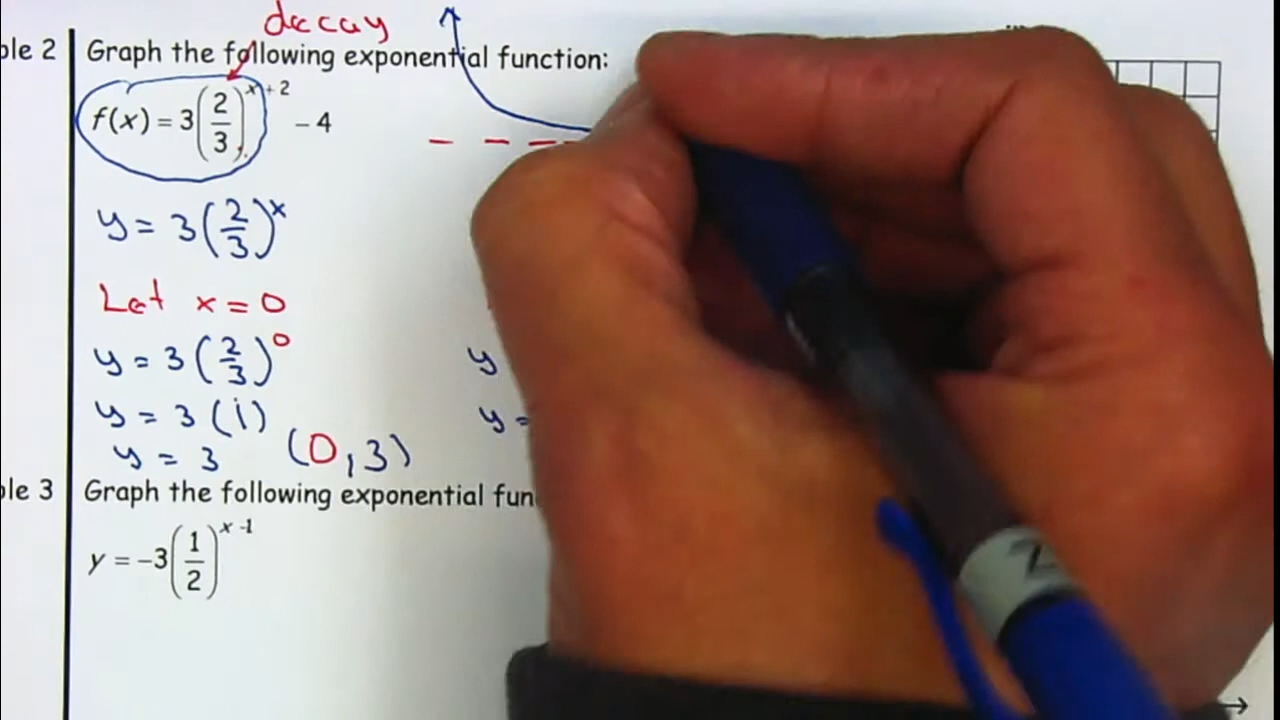 decay
ple 2 Graph the following exponential function:
f(x) = 3(2/3)^x + 2 - 4
y = 3(2/3)^x
Let x = 0
y = 3(2/3)^0
y = 3(1)
y = 3 (0,3)
y
y =
ple 3 Graph the following exponential fun
y = -3(1/2)^x -1